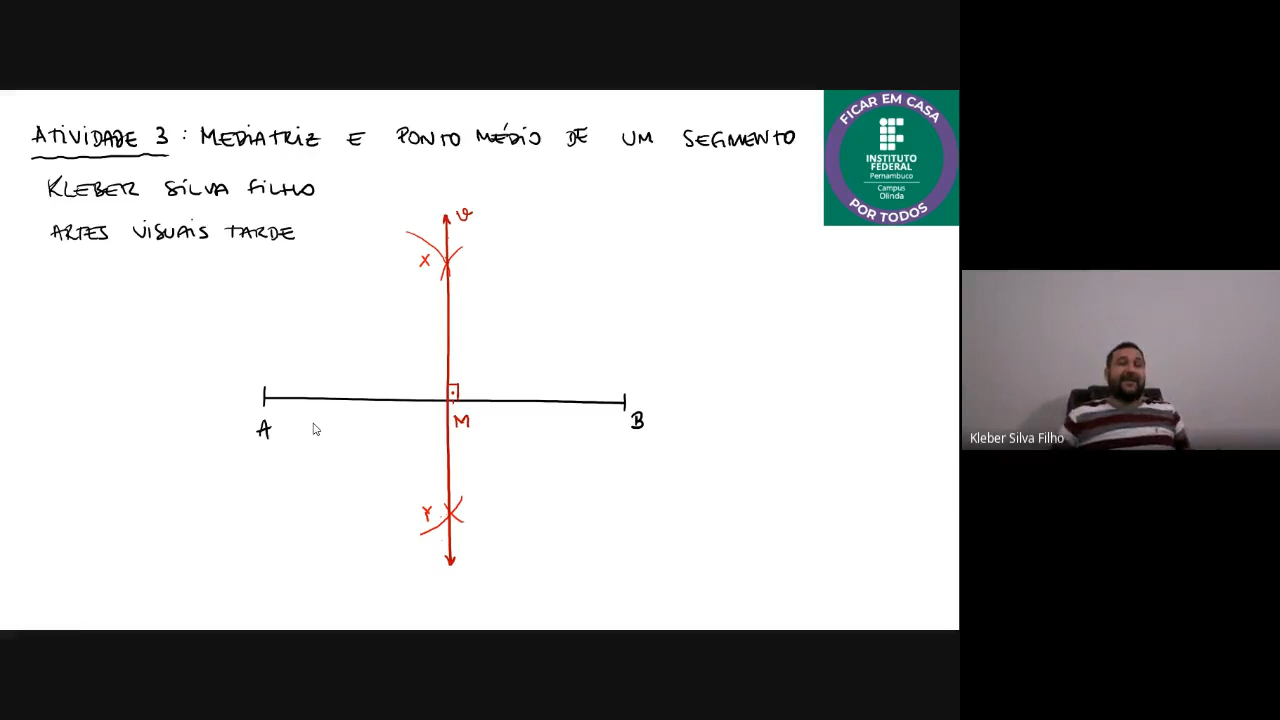 ATIVIDADE 3: MEDIATRIZ E PONTO MÉDIO DE UM SEGMENTO
KLEBER SILVA FILHO
ARTES VISUAIS TARDE
FICAR EM CASA
INSTITUTO
FEDERAL
Pernambuco
Campus
Olinda
POR TODOS
X
A
M
B
Y
Kleber Silva Filho